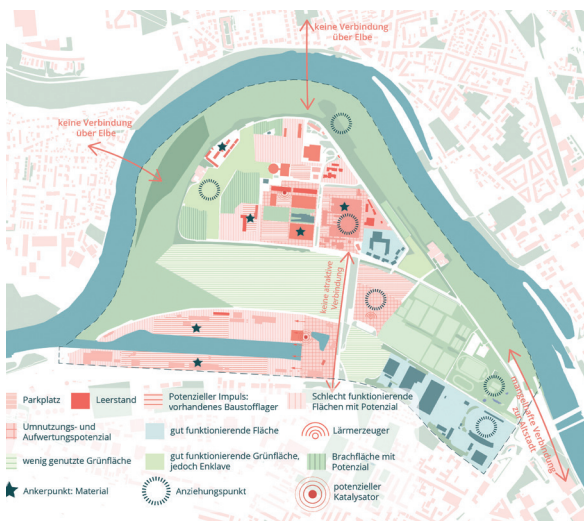 keine Verbindung
über Elbe
keine Verbindung
über Elbe
keine atraktive
Verbindung
mangelhafte Verbindung
zur Altstadt
Parkplatz
Leerstand
Potenzieller Impuls:
vorhandenes Baustofflager
Schlecht funktionierende
Flächen mit Potenzial
Umnutzungs- und
Aufwertungspotenzial
gut funktionierende Fläche
Lärmerzeuger
wenig genutzte Grünfläche
gut funktionierende Grünfläche,
jedoch Enklave
Brachfläche mit
Potenzial
Ankerpunkt: Material
Anziehungspunkt
potenzieller
Katalysator